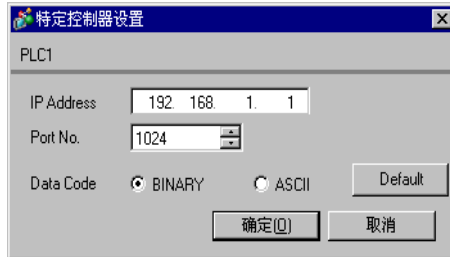 特定控制器设置
PLC1
IP Address 192. 168. 1. 1
Port No. 1024
Data Code BINARY ASCII Default
确定(O) 取消